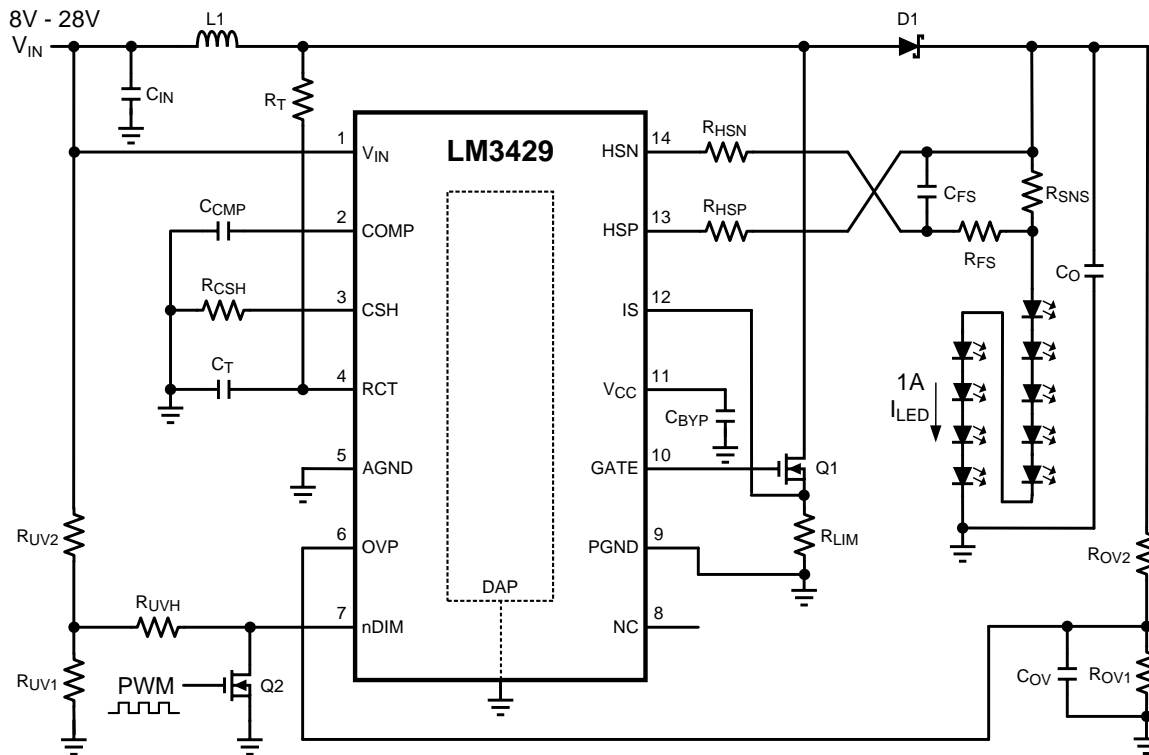 8V - 28V
VIN
L1
D1
CIN
RT
LM3429
1
VIN
14
HSN
RHSN
CCMP
2
COMP
13
HSP
RHSP
CFS
RSNS
RFS
CO
RCSH
3
CSH
12
IS
CT
4
RCT
11
VCC
CBYP
1A
ILED
5
AGND
10
GATE
Q1
RUV2
6
OVP
9
PGND
RLIM
ROV2
DAP
RUVH
7
nDIM
8
NC
RUV1
PWM
Q2
COV
ROV1